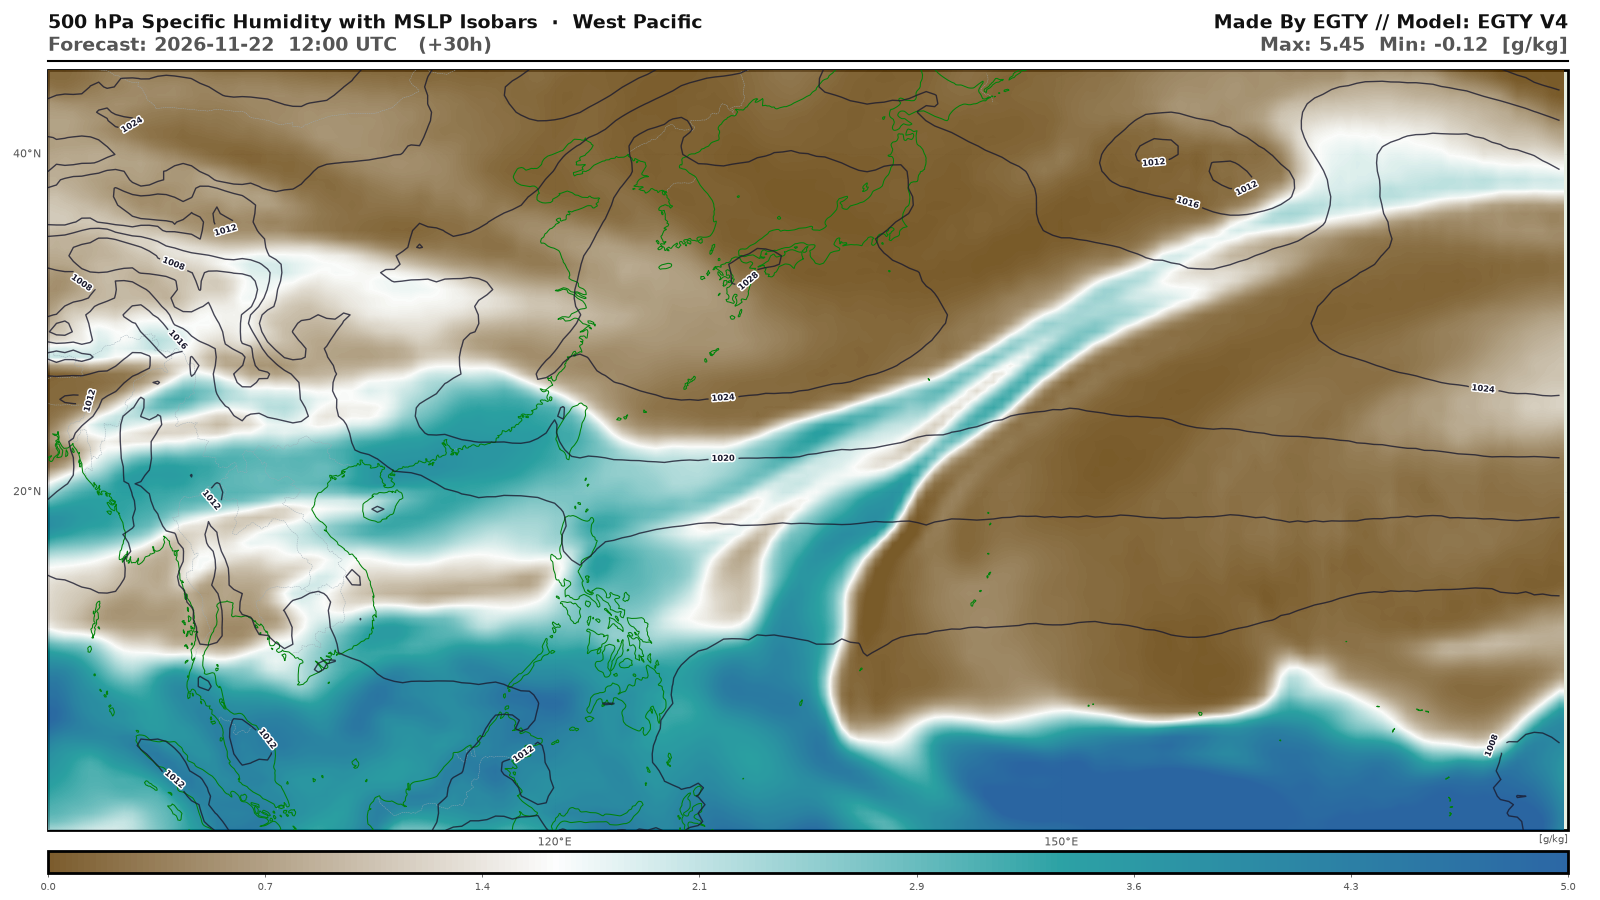 500 hPa Specific Humidity with MSLP Isobars · West Pacific
Made By EGTY // Model: EGTY V4
Forecast: 2026-11-22 12:00 UTC (+30h)
Max: 5.45 Min: -0.12 [g/kg]
1024
40°N
1012
1012
1016
1012
1008
1008
1028
1016
1024
1024
1012
1020
20°N
1012
1012
1008
1012
1012
120°E
150°E
[g/kg]
0.0
0.7
1.4
2.1
2.9
3.6
4.3
5.0